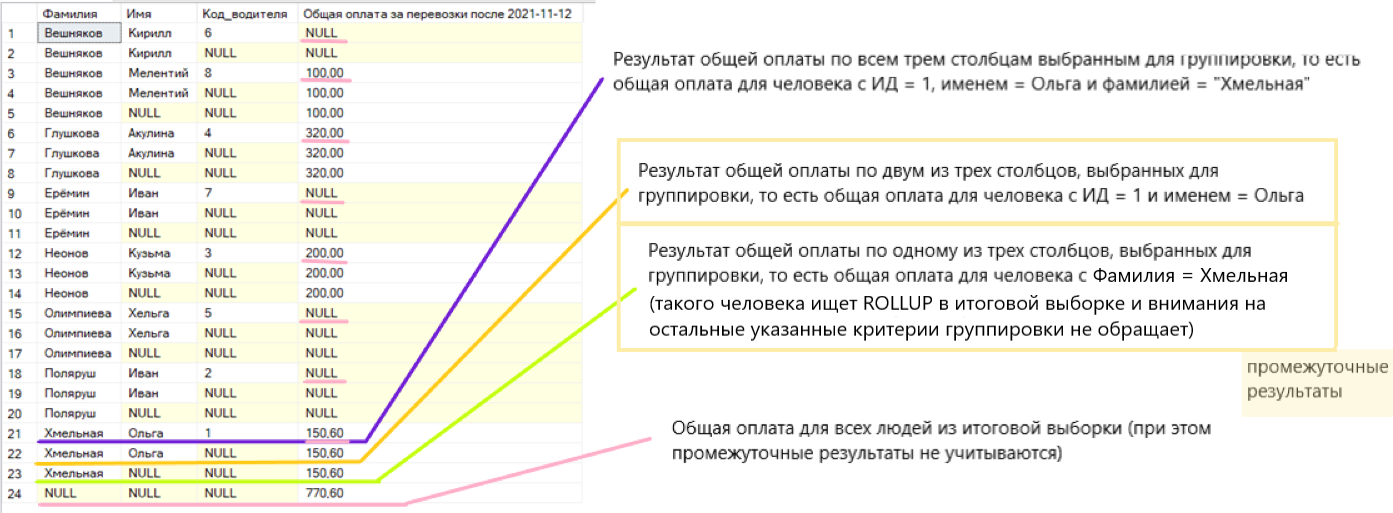 Фамилия Имя Код_водителя Общая оплата за перевозки после 2021-11-12
1 Вешняков Кирилл 6 NULL
2 Вешняков Кирилл NULL NULL
3 Вешняков Мелентий 8 100,00
4 Вешняков Мелентий NULL 100,00
5 Вешняков NULL NULL 100,00
6 Глушкова Акулина 4 320,00
7 Глушкова Акулина NULL 320,00
8 Глушкова NULL NULL 320,00
9 Ерёмин Иван 7 NULL
10 Ерёмин Иван NULL NULL
11 Ерёмин NULL NULL NULL
12 Неонов Кузьма 3 200,00
13 Неонов Кузьма NULL 200,00
14 Неонов NULL NULL 200,00
15 Олимпиева Хельга 5 NULL
16 Олимпиева Хельга NULL NULL
17 Олимпиева NULL NULL NULL
18 Поляруш Иван 2 NULL
19 Поляруш Иван NULL NULL
20 Поляруш NULL NULL NULL
21 Хмельная Ольга 1 150,60
22 Хмельная Ольга NULL 150,60
23 Хмельная NULL NULL 150,60
24 NULL NULL NULL 770,60
Результат общей оплаты по всем трем столбцам выбранным для группировки, то есть
общая оплата для человека с ИД = 1, именем = Ольга и фамилией = "Хмельная"
Результат общей оплаты по двум из трех столбцов, выбранных для
группировки, то есть общая оплата для человека с ИД = 1 и именем = Ольга
Результат общей оплаты по одному из трех столбцов, выбранных для
группировки, то есть общая оплата для человека с Фамилия = Хмельная
(такого человека ищет ROLLUP в итоговой выборке и внимания на
остальные указанные критерии группировки не обращает)
промежуточные
результаты
Общая оплата для всех людей из итоговой выборки (при этом
промежуточные результаты не учитываются)